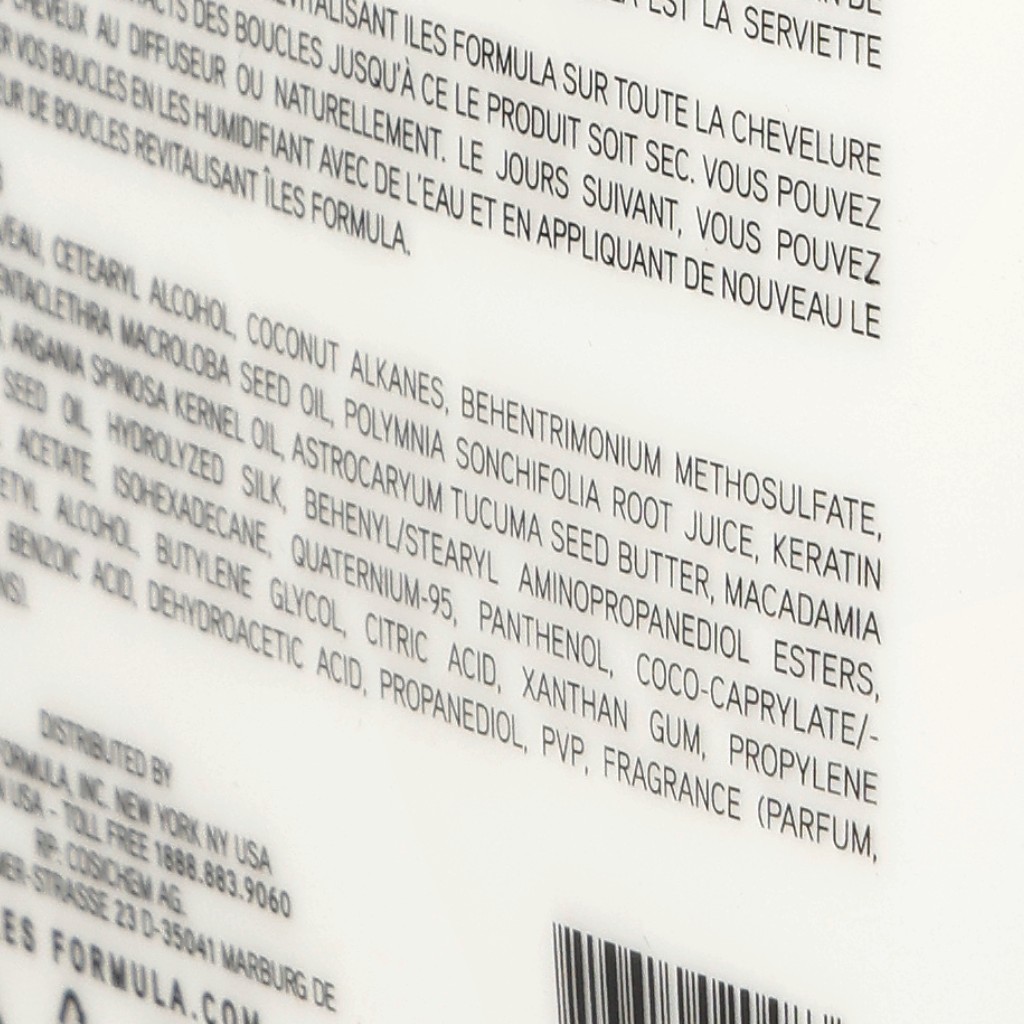 EST LA SERVIETTE
REVITALISANT ILES FORMULA SUR TOUTE LA CHEVELURE
DES BOUCLES JUSQU'À CE LE PRODUIT SOIT SEC. VOUS POUVEZ
CHEVEUX AU DIFFUSEUR OU NATURELLEMENT. LE JOURS SUIVANT, VOUS POUVEZ
VOS BOUCLES EN LES HUMIDIFIANT AVEC DE L'EAU ET EN APPLIQUANT DE NOUVEAU LE
DE BOUCLES REVITALISANT ÎLES FORMULA.
CETEARYL ALCOHOL, COCONUT ALKANES, BEHENTRIMONIUM METHOSULFATE,
PENTACLETHRA MACROLOBA SEED OIL, POLYMNIA SONCHIFOLIA ROOT JUICE, KERATIN
ARGANIA SPINOSA KERNEL OIL, ASTROCARYUM TUCUMA SEED BUTTER, MACADAMIA
SEED OIL, HYDROLYZED SILK, BEHENYL/STEARYL AMINOPROPANEDIOL ESTERS,
ACETATE, ISOHEXADECANE, QUATERNIUM-95, PANTHENOL, COCO-CAPRYLATE/-
ALCOHOL, BUTYLENE GLYCOL, CITRIC ACID, XANTHAN GUM, PROPYLENE
BENZOIC ACID, DEHYDROACETIC ACID, PROPANEDIOL, PVP, FRAGRANCE (PARFUM,
DISTRIBUTED BY
FORMULA, INC. NEW YORK NY USA
USA - TOLL FREE 1888.883.9060
RP: COSICHEM AG.
STRASSE 23 D-35041 MARBURG DE
FORMULA.COM